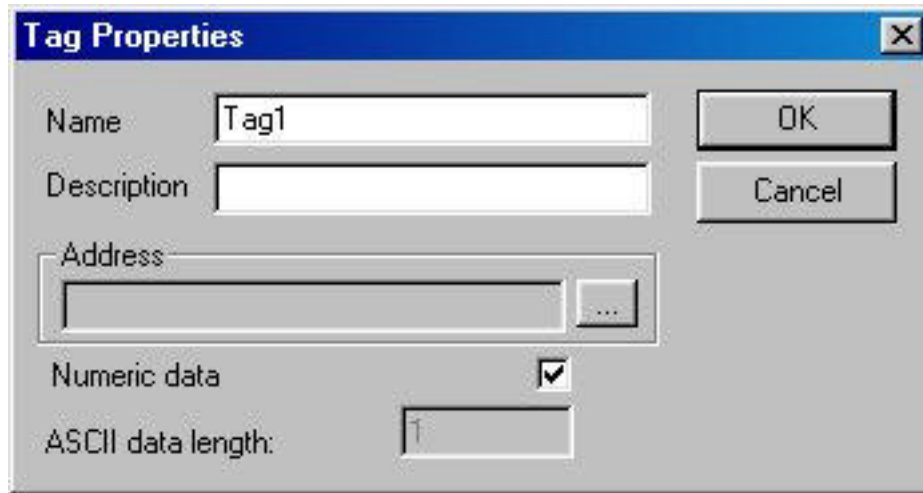 Tag Properties
Name Tag1 OK
Description Cancel
Address
...
Numeric data
ASCII data length: 1